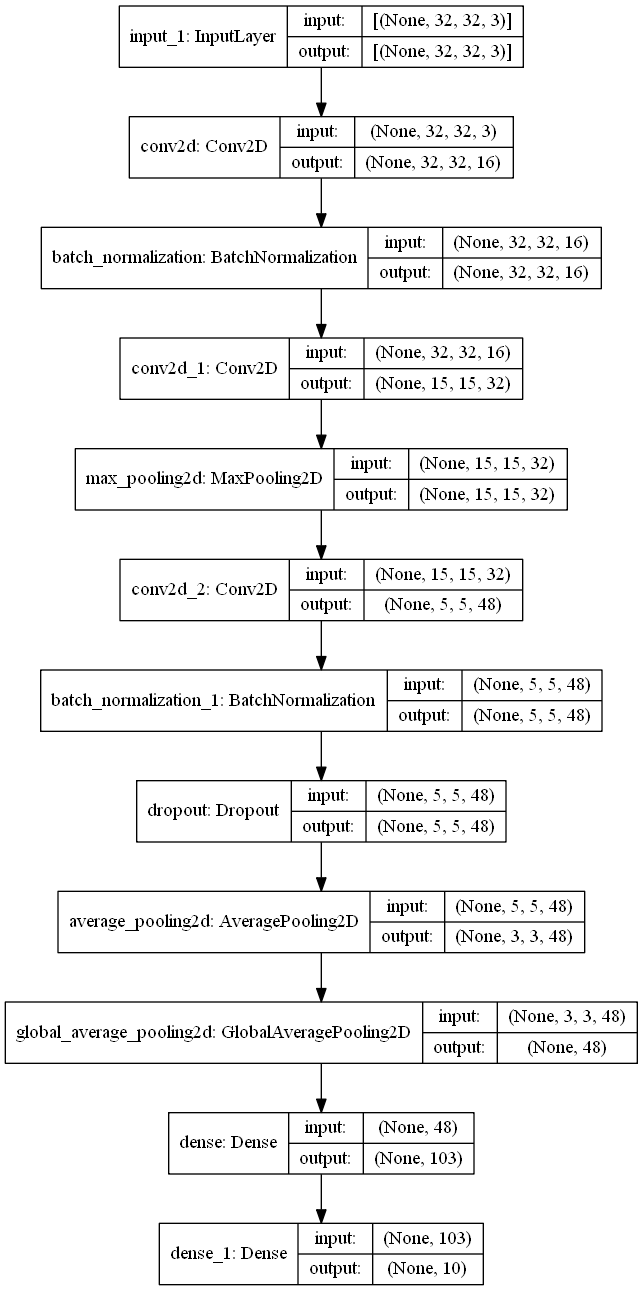 input_1: InputLayer
input: [(None, 32, 32, 3)]
output: [(None, 32, 32, 3)]
conv2d: Conv2D
input: (None, 32, 32, 3)
output: (None, 32, 32, 16)
batch_normalization: BatchNormalization
input: (None, 32, 32, 16)
output: (None, 32, 32, 16)
conv2d_1: Conv2D
input: (None, 32, 32, 16)
output: (None, 15, 15, 32)
max_pooling2d: MaxPooling2D
input: (None, 15, 15, 32)
output: (None, 15, 15, 32)
conv2d_2: Conv2D
input: (None, 15, 15, 32)
output: (None, 5, 5, 48)
batch_normalization_1: BatchNormalization
input: (None, 5, 5, 48)
output: (None, 5, 5, 48)
dropout: Dropout
input: (None, 5, 5, 48)
output: (None, 5, 5, 48)
average_pooling2d: AveragePooling2D
input: (None, 5, 5, 48)
output: (None, 3, 3, 48)
global_average_pooling2d: GlobalAveragePooling2D
input: (None, 3, 3, 48)
output: (None, 48)
dense: Dense
input: (None, 48)
output: (None, 103)
dense_1: Dense
input: (None, 103)
output: (None, 10)